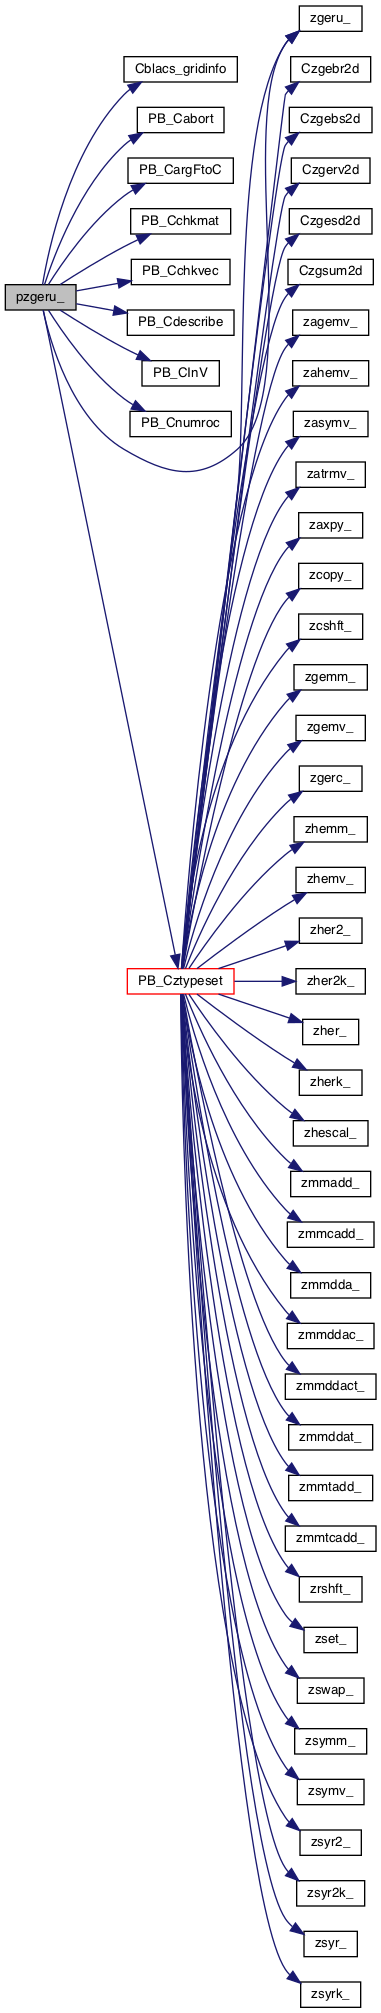 zgeru_
Cblacs_gridinfo
Czgebr2d
PB_Cabort
Czgebs2d
PB_CargFtoC
Czgerv2d
PB_Cchkmat
Czgesd2d
PB_Cchkvec
Czgsum2d
pzgeru_
PB_Cdescribe
zagemv_
PB_CInV
zahemv_
PB_Cnumroc
zasymv_
zatrmv_
zaxpy_
zcopy_
zcshft_
zgemm_
zgemv_
zgerc_
zhemm_
zhemv_
zher2_
PB_Cztypeset
zher2k_
zher_
zherk_
zhescal_
zmmadd_
zmmcadd_
zmmdda_
zmmddac_
zmmddact_
zmmddat_
zmmtadd_
zmmtcadd_
zrshft_
zset_
zswap_
zsymm_
zsymv_
zsyr2_
zsyr2k_
zsyr_
zsyrk_